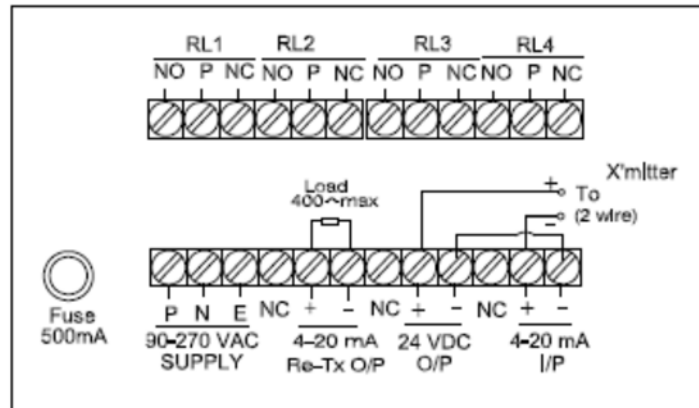 RL1 RL2 RL3 RL4
NO P NC NO P NC NO P NC NO P NC
X'mitter
Load
400~max
+ To
- (2 wire)
Fuse
500mA
P N E NC + - NC + - NC + -
90-270 VAC 4-20 mA 24 VDC 4-20 mA
SUPPLY Re-Tx O/P O/P I/P